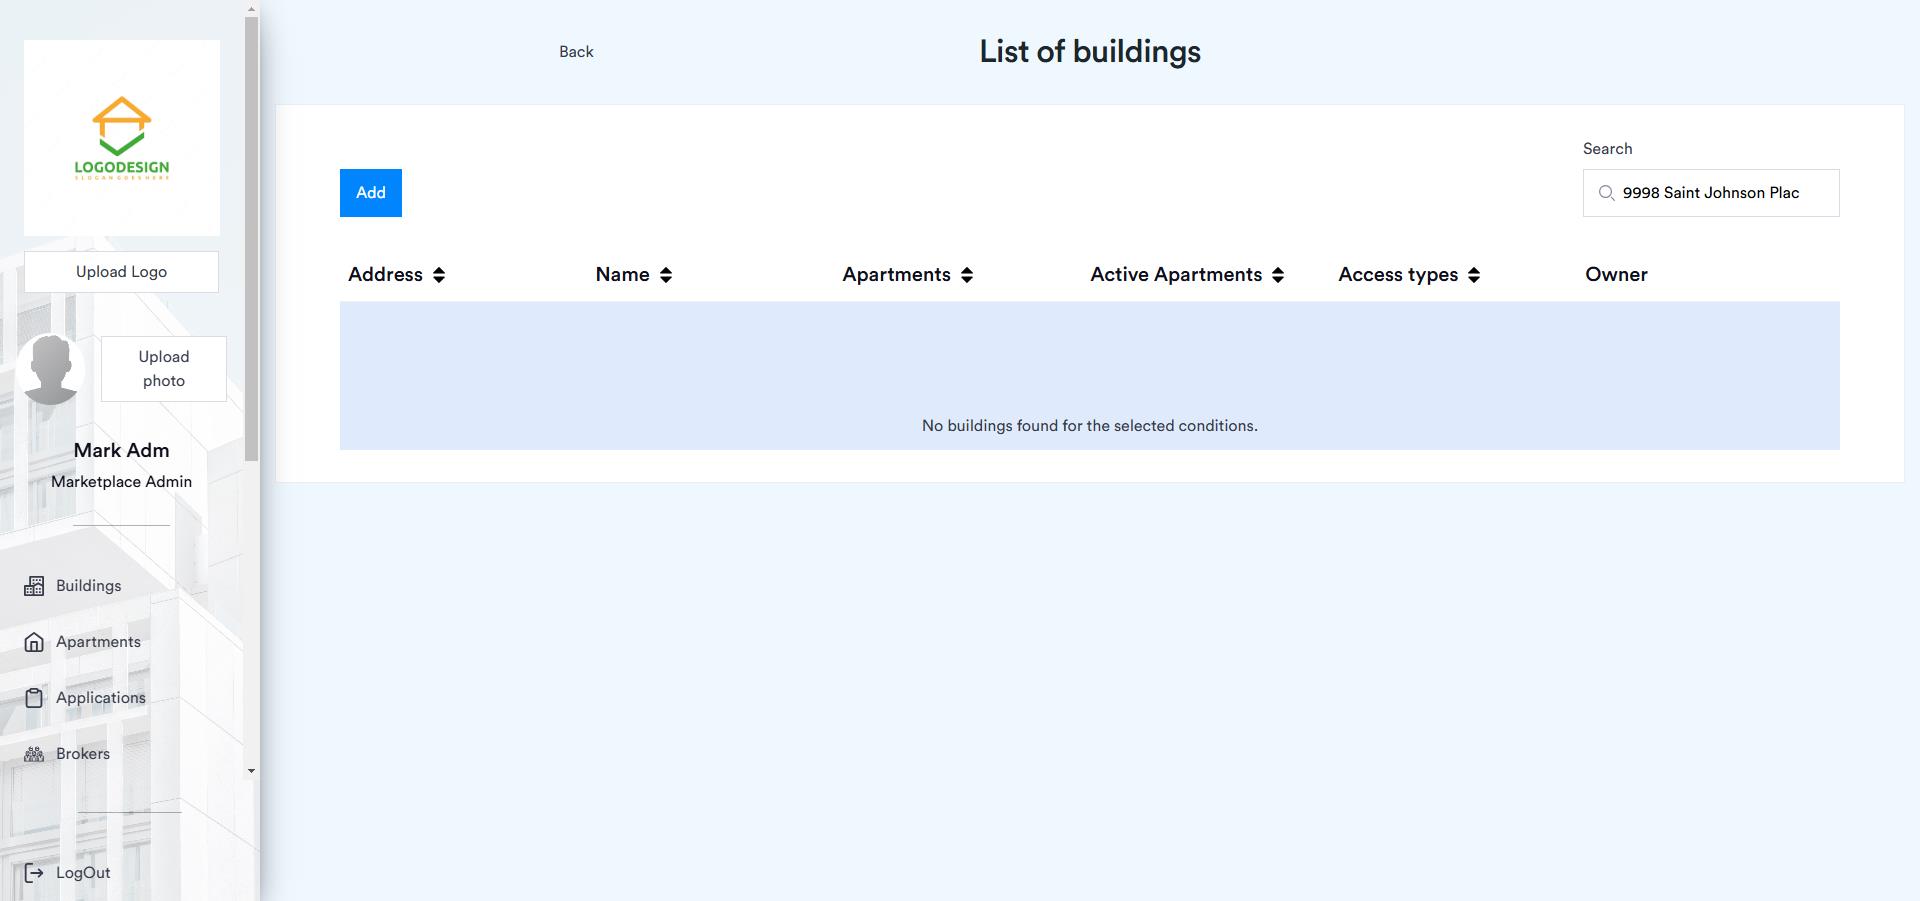 LOGODESIGN
SLOGANGOESHERE
Upload Logo
Upload
photo
Mark Adm
Marketplace Admin
Buildings
Apartments
Applications
Brokers
LogOut
Back
List of buildings
Add
Search
9998 Saint Johnson Plac
Address Name Apartments Active Apartments Access types Owner
No buildings found for the selected conditions.